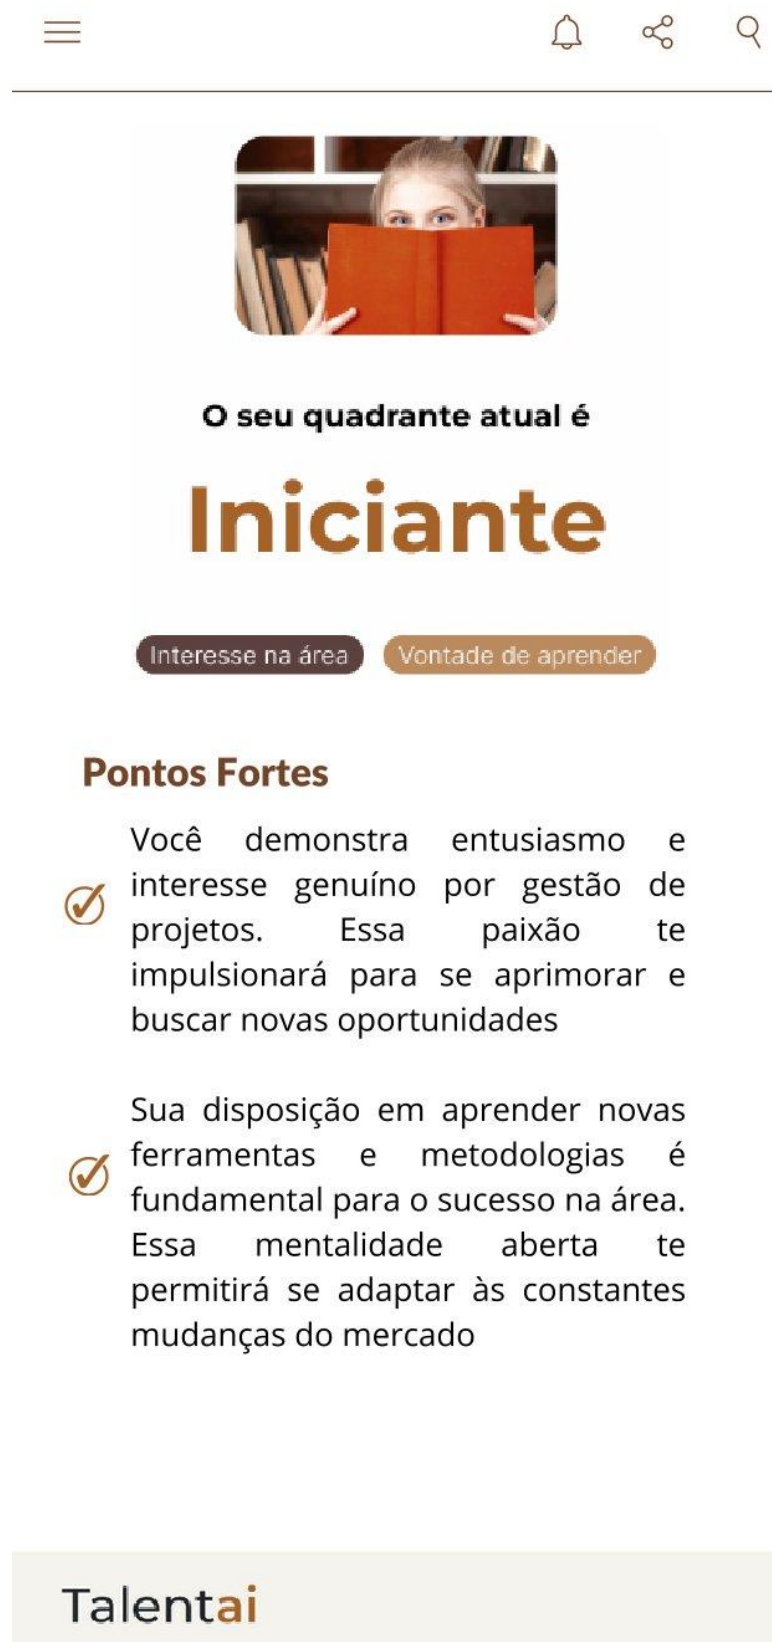 O seu quadrante atual é
Iniciante
Interesse na área
Vontade de aprender
Pontos Fortes
Você demonstra entusiasmo e
interesse genuíno por gestão de
projetos. Essa paixão te
impulsionará para se aprimorar e
buscar novas oportunidades
Sua disposição em aprender novas
ferramentas e metodologias é
fundamental para o sucesso na área.
Essa mentalidade aberta te
permitirá se adaptar às constantes
mudanças do mercado
Talentai